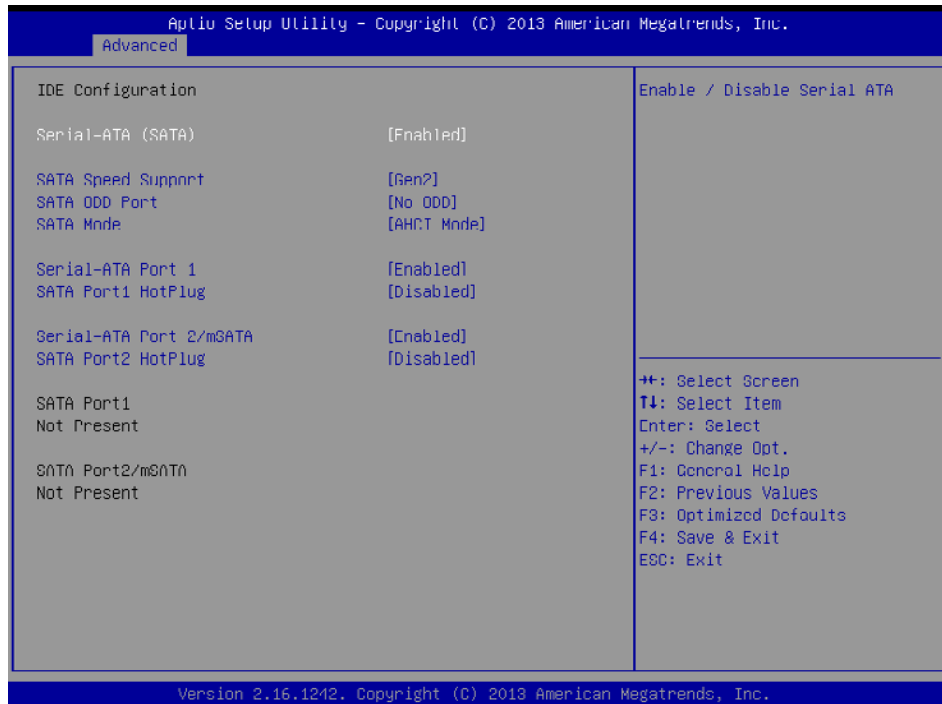 Aptio Setup Utility – Copyright (C) 2013 American Megatrends, Inc.
Advanced
IDE Configuration
Serial-ATA (SATA) [Enabled]
SATA Speed Support [Gen2]
SATA ODD Port [No ODD]
SATA Mode [AHCI Mode]
Serial-ATA Port 1 [Enabled]
SATA Port1 HotPlug [Disabled]
Serial-ATA Port 2/mSATA [Enabled]
SATA Port2 HotPlug [Disabled]
SATA Port1
Not Present
SATA Port2/mSATA
Not Present
Enable / Disable Serial ATA
→←: Select Screen
↑↓: Select Item
Enter: Select
+/-: Change Opt.
F1: General Help
F2: Previous Values
F3: Optimized Defaults
F4: Save & Exit
ESC: Exit
Version 2.16.1242. Copyright (C) 2013 American Megatrends, Inc.